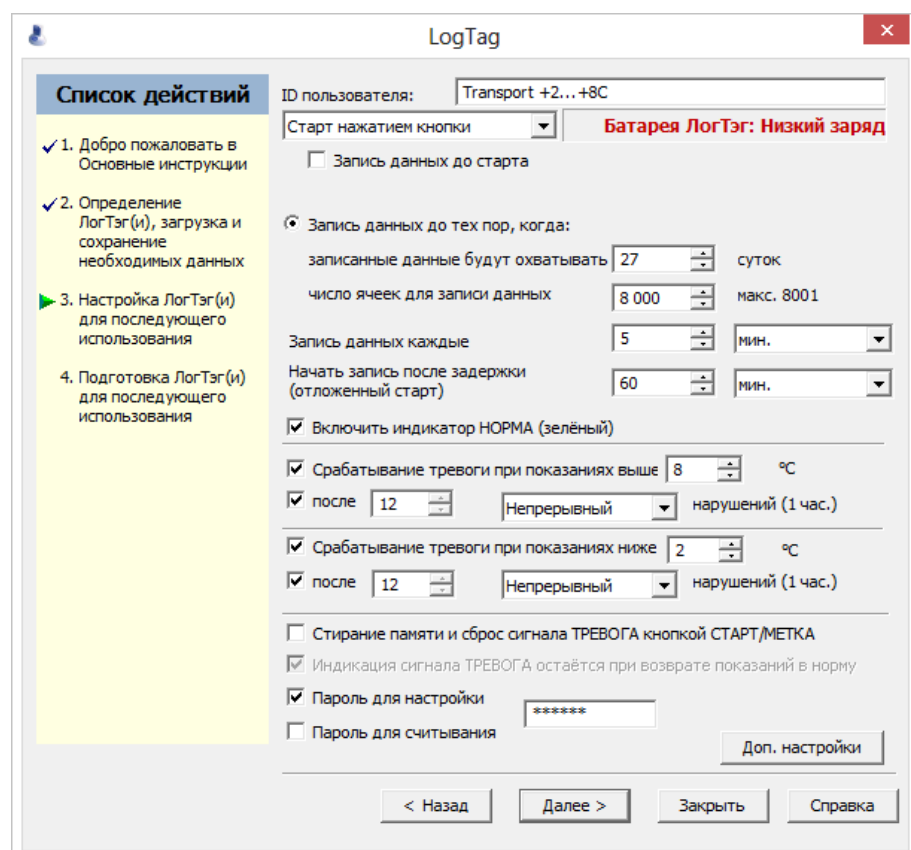 LogTag
Список действий
1. Добро пожаловать в
Основные инструкции
2. Определение
ЛогТэг(и), загрузка и
сохранение
необходимых данных
3. Настройка ЛогТэг(и)
для последующего
использования
4. Подготовка ЛогТэг(и)
для последующего
использования
ID пользователя: Transport +2...+8C
Старт нажатием кнопки Батарея ЛогТэг: Низкий заряд
Запись данных до старта
Запись данных до тех пор, когда:
записанные данные будут охватывать 27 суток
число ячеек для записи данных 8 000 макс. 8001
Запись данных каждые 5 мин.
Начать запись после задержки
(отложенный старт) 60 мин.
Включить индикатор НОРМА (зелёный)
Срабатывание тревоги при показаниях выше 8 °C
после 12 Непрерывный нарушений (1 час.)
Срабатывание тревоги при показаниях ниже 2 °C
после 12 Непрерывный нарушений (1 час.)
Стирание памяти и сброс сигнала ТРЕВОГА кнопкой СТАРТ/МЕТКА
Индикация сигнала ТРЕВОГА остаётся при возврате показаний в норму
Пароль для настройки ******
Пароль для считывания
Доп. настройки
< Назад Далее > Закрыть Справка